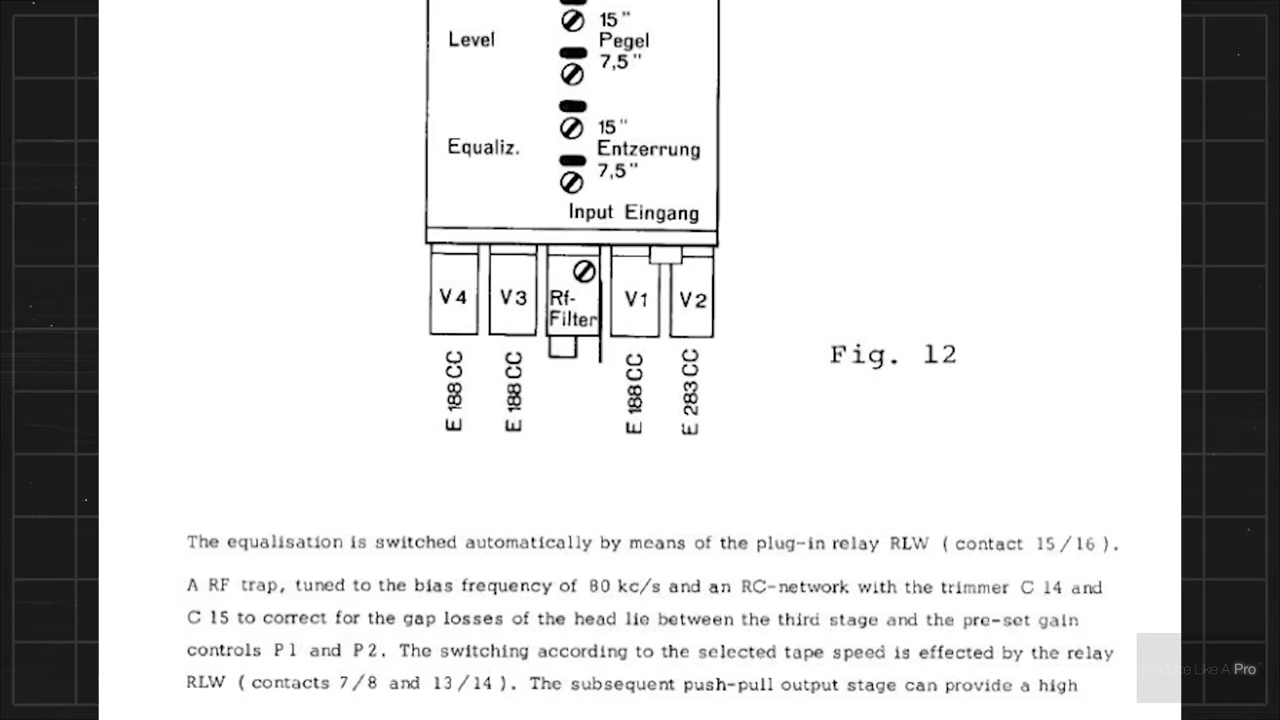 15"
Level
Pegel
7,5"
15"
Equaliz.
Entzerrung
7,5"
Input Eingang
V4
V3
Rf-
Filter
V1
V2
E 188 CC
E 188 CC
E 188 CC
E 283 CC
Fig. 12
The equalisation is switched automatically by means of the plug-in relay RLW ( contact 15/16 ).
A RF trap, tuned to the bias frequency of 80 kc/s and an RC-network with the trimmer C 14 and
C 15 to correct for the gap losses of the head lie between the third stage and the pre-set gain
controls P1 and P2. The switching according to the selected tape speed is effected by the relay
RLW ( contacts 7/8 and 13/14 ). The subsequent push-pull output stage can provide a high
Like A Pro